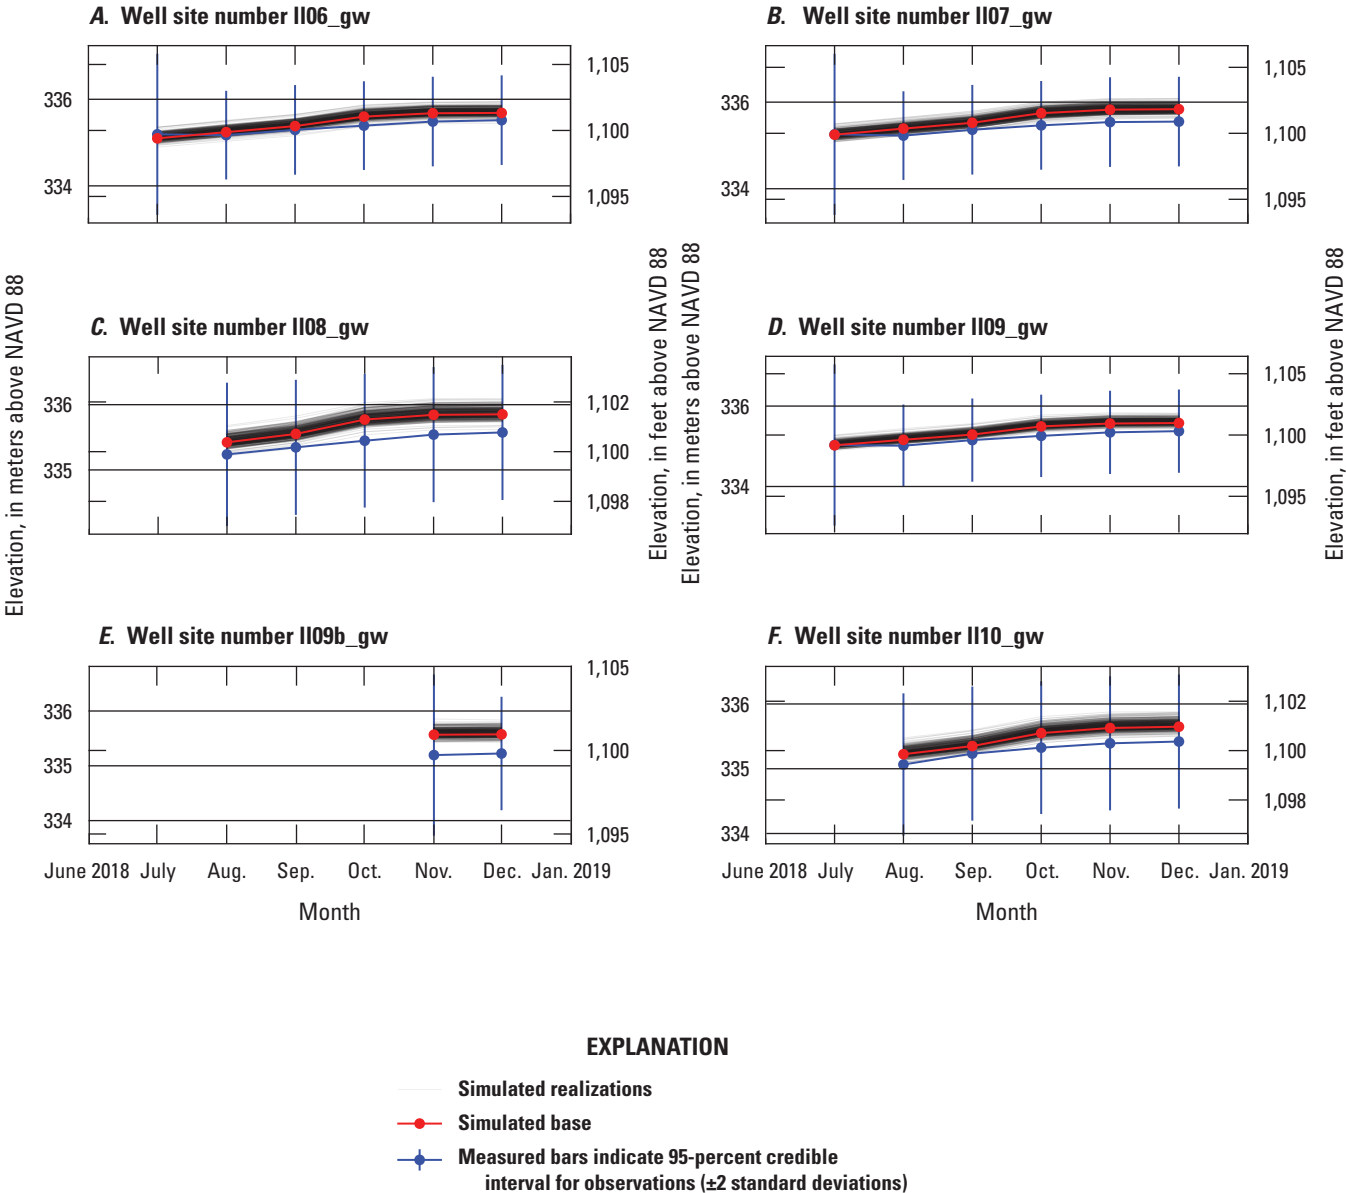 A. Well site number ll06_gw
336
334
1,105
1,100
1,095
B. Well site number ll07_gw
336
334
1,105
1,100
1,095
C. Well site number ll08_gw
336
335
1,102
1,100
1,098
D. Well site number ll09_gw
336
334
1,105
1,100
1,095
Elevation, in meters above NAVD 88
Elevation, in feet above NAVD 88
Elevation, in meters above NAVD 88
Elevation, in feet above NAVD 88
E. Well site number ll09b_gw
336
335
334
1,105
1,100
1,095
June 2018 July Aug. Sep. Oct. Nov. Dec. Jan. 2019
Month
F. Well site number ll10_gw
336
335
334
1,102
1,100
1,098
June 2018 July Aug. Sep. Oct. Nov. Dec. Jan. 2019
Month
EXPLANATION
Simulated realizations
Simulated base
Measured bars indicate 95-percent credible
interval for observations (±2 standard deviations)